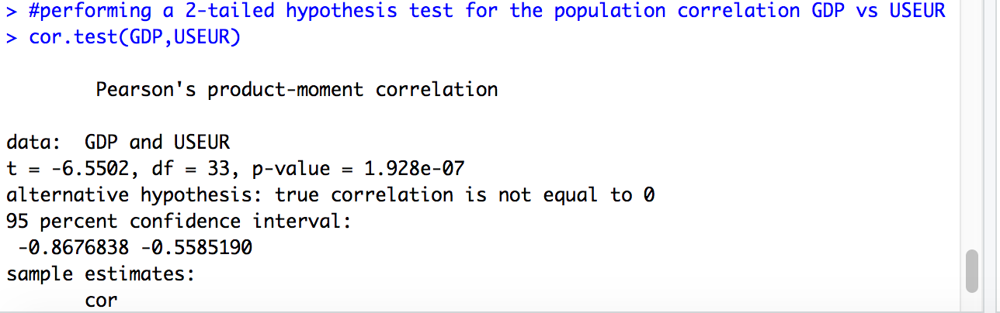 > #performing a 2-tailed hypothesis test for the population correlation GDP vs USEUR
> cor.test(GDP,USEUR)
Pearson's product-moment correlation
data:  GDP and USEUR
t = -6.5502, df = 33, p-value = 1.928e-07
alternative hypothesis: true correlation is not equal to 0
95 percent confidence interval:
-0.8676838 -0.5585190
sample estimates:
cor